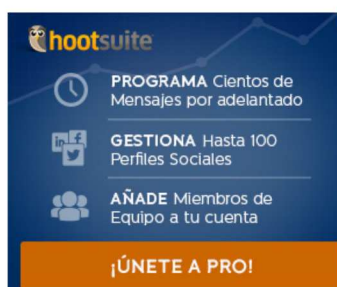 hootsuite
PROGRAMA Cientos de
Mensajes por adelantado
GESTIONA Hasta 100
Perfiles Sociales
AÑADE Miembros de
Equipo a tu cuenta
¡ÚNETE A PRO!